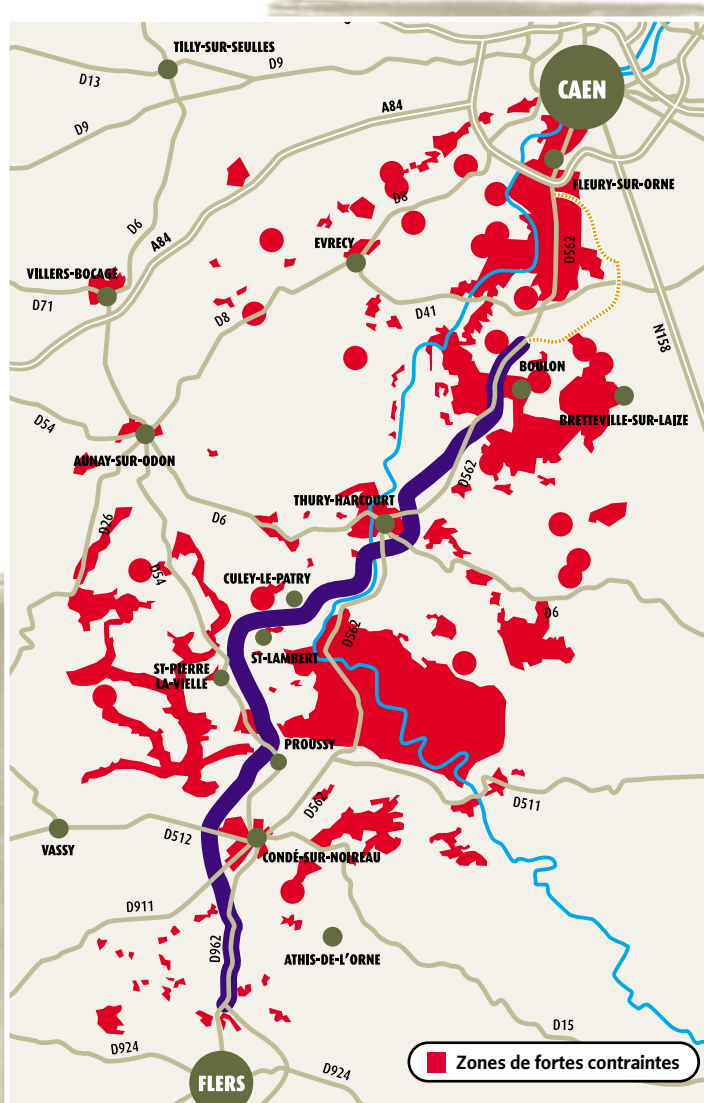 TILLY-SUR-SEULLES
D13
D9
CAEN
A84
D9
FLEURY-SUR-ORNE
D8
D6
A84
EVRECY
D562
VILLERS-BOCAGE
D71
D8
D41
N158
BOULON
D54
BRETTEVILLE-SUR-LAIZE
AUNAY-SUR-ODON
D562
THURY-HARCOURT
D26
D6
D54
CULEY-LE-PATRY
D6
D562
ST-LAMBERT
ST-PIERRE
LA-VIELLE
PROUSSY
D562
D511
VASSY
D512
CONDÉ-SUR-NOIREAU
D911
D962
ATHIS-DE-L'ORNE
D15
D924
D924
FLERS
Zones de fortes contraintes